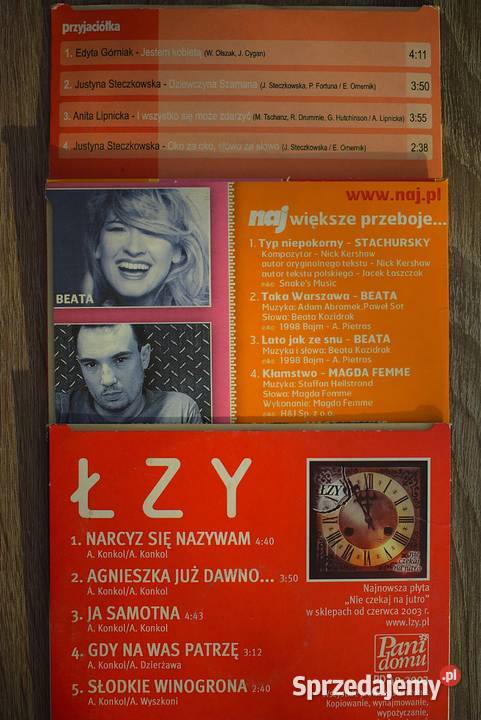 przyjaciółka
1. Edyta Górniak - Jestem kobietą (W. Olszak, J. Cygan) 4:11
2. Justyna Steczkowska - Dziewczyna Szamana (J. Steczkowska, P. Fortuna / E. Omernik) 3:50
3. Anita Lipnicka - I wszystko się może zdarzyć (M. Tschanz, R. Drummie, G. Hutchinson / A. Lipnicka) 3:55
4. Justyna Steczkowska - Oko za oko, słowo za słowo (J. Steczkowska / E. Omernik) 2:38
www.naj.pl
naj większe przeboje...
BEATA
1. Typ niepokorny - STACHURSKY
Kompozytor - Nick Kershaw
autor oryginalnego tekstu - Nick Kershaw
autor tekstu polskiego - Jacek Łaszczok
Snake's Music
2. Taka Warszawa - BEATA
Muzyka: Adam Abramek, Paweł Sot
Słowa: Beata Kozidrak
1998 Bajm - A. Pietras
3. Lato jak ze snu - BEATA
Muzyka i słowa: Beata Kozidrak
1998 Bajm - A. Pietras
4. Kłamstwo - MAGDA FEMME
Muzyka: Staffan Hellstrand
Słowa: Magda Femme
Wykonanie: Magda Femme
H&J Sp. z o.o.
ŁZY
1. NARCYZ SIĘ NAZYWAM 4:40
A. Konkol/A. Konkol
2. AGNIESZKA JUŻ DAWNO... 3:50
A. Konkol/A. Konkol
3. JA SAMOTNA 4:43
A. Konkol/A. Konkol
4. GDY NA WAS PATRZĘ 3:12
A. Konkol/A. Dzierżawa
5. SŁODKIE WINOGRONA 2:40
A. Konkol/A. Wyszkoni
ŁZY
nie czekaj na jutro
Najnowsza płyta
„Nie czekaj na jutro”
w sklepach od czerwca 2003 r.
www.lzy.pl
Pani domu
Sprzedajemy.pl
Kopiowanie, wynajmowanie,
wypożyczanie,